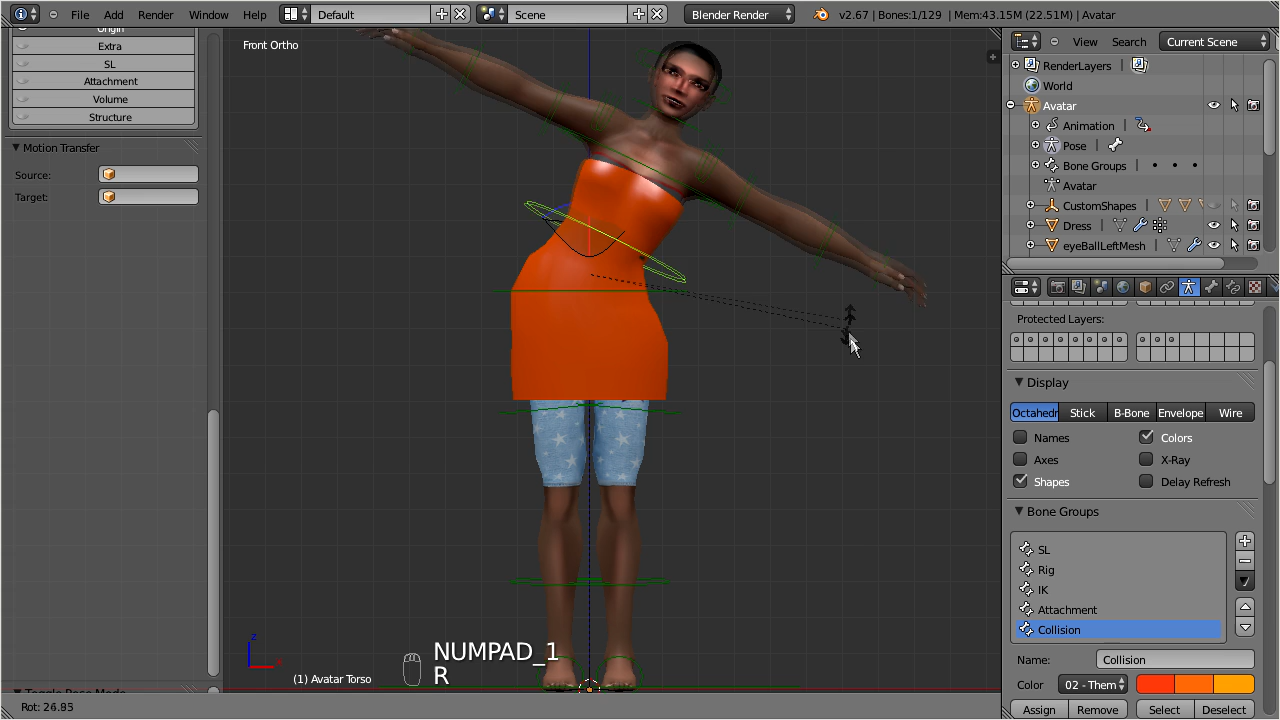 File Add Render Window Help Default Scene Blender Render v2.67 | Bones:1/129 | Mem:43.15M (22.51M) | Avatar
Origin
Extra
SL
Attachment
Volume
Structure
Motion Transfer
Source:
Target:
Toggle Pose Mode
Rot: 26.85
Front Ortho
z
x
(1) Avatar Torso
NUMPAD_1
R
View Search Current Scene
RenderLayers
World
Avatar
Animation
Pose
Bone Groups
Avatar
CustomShapes
Dress
eyeBallLeftMesh
Protected Layers:
Display
Octahedr Stick B-Bone Envelope Wire
Names Colors
Axes X-Ray
Shapes Delay Refresh
Bone Groups
SL
Rig
IK
Attachment
Collision
Name: Collision
Color 02 - Them
Assign Remove Select Deselect